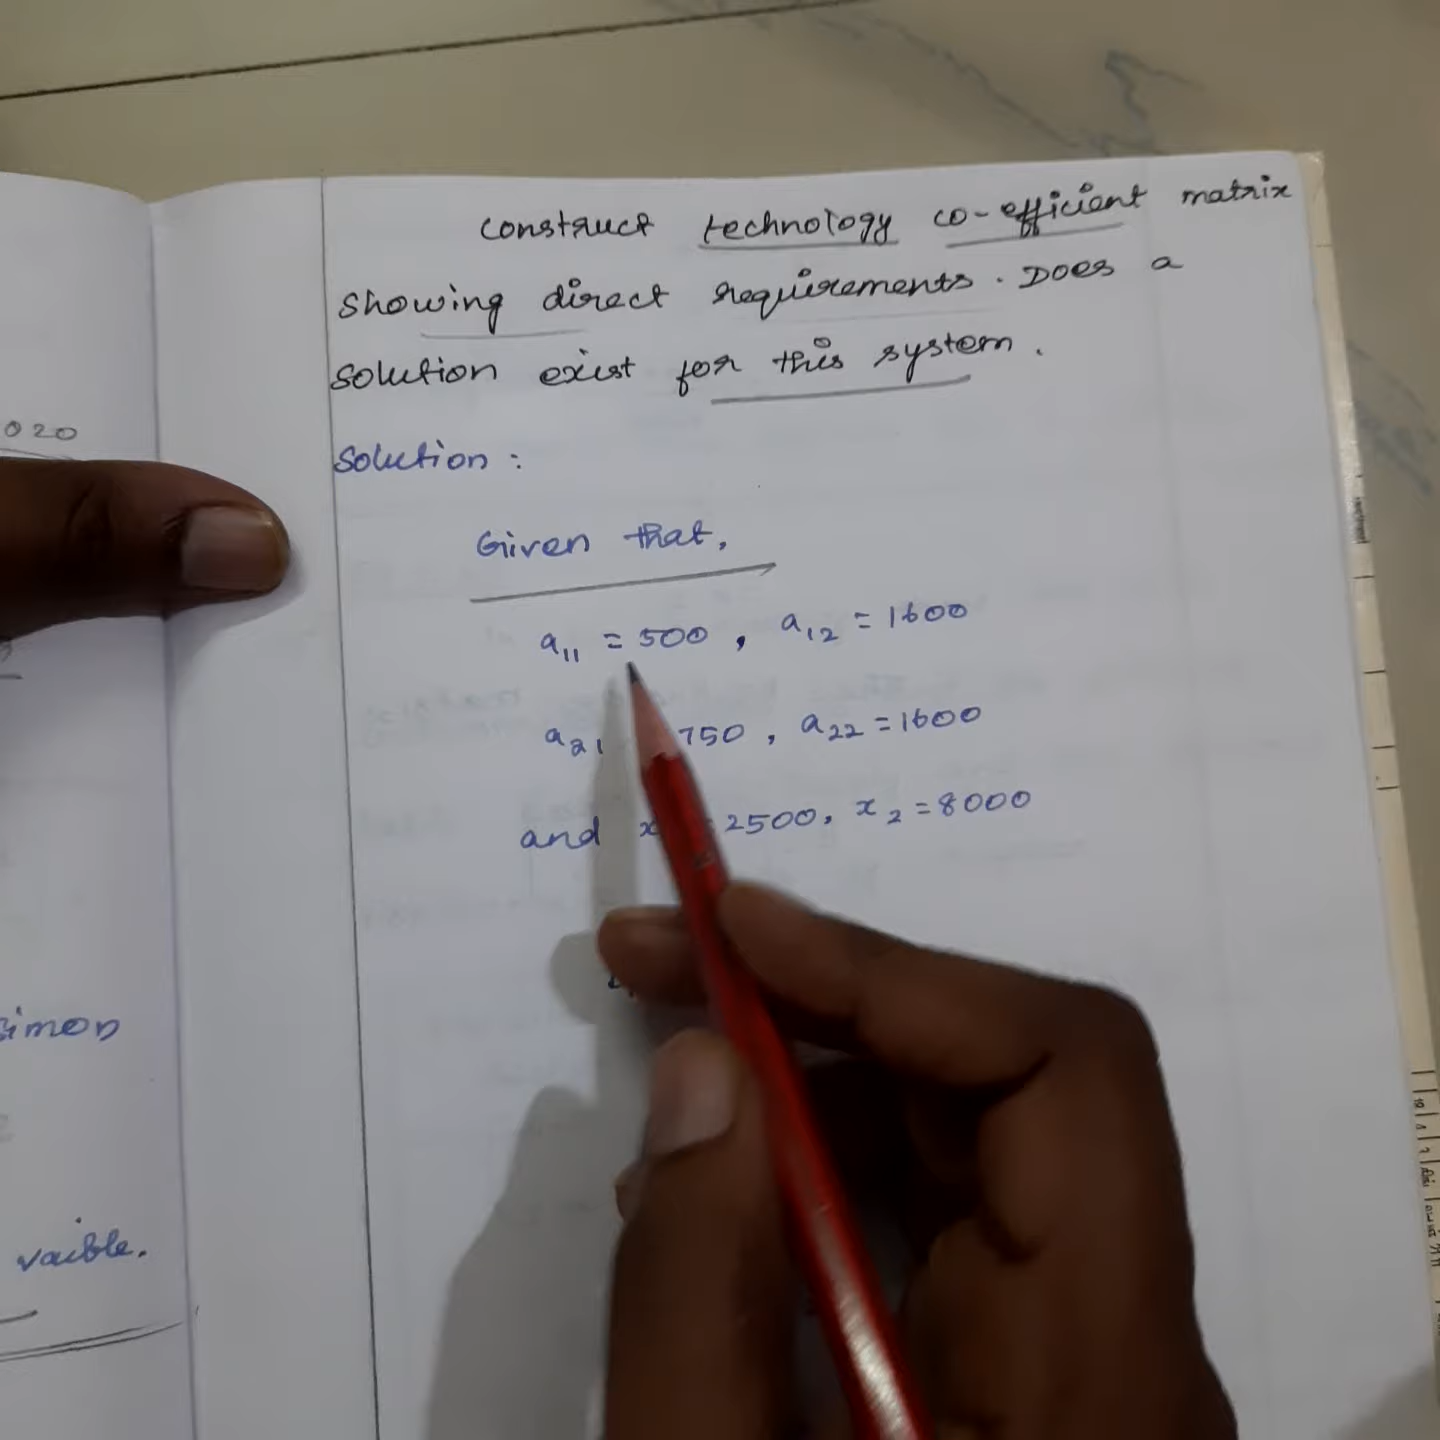 020
simon
vaible.
construct technology co-efficient matrix
showing direct requirements. Does a
solution exist for this system.
Solution :
Given that,
a₁₁ = 500 , a₁₂ = 1600
a₂₁ 750 , a₂₂ = 1600
and x 2500, x₂ = 8000